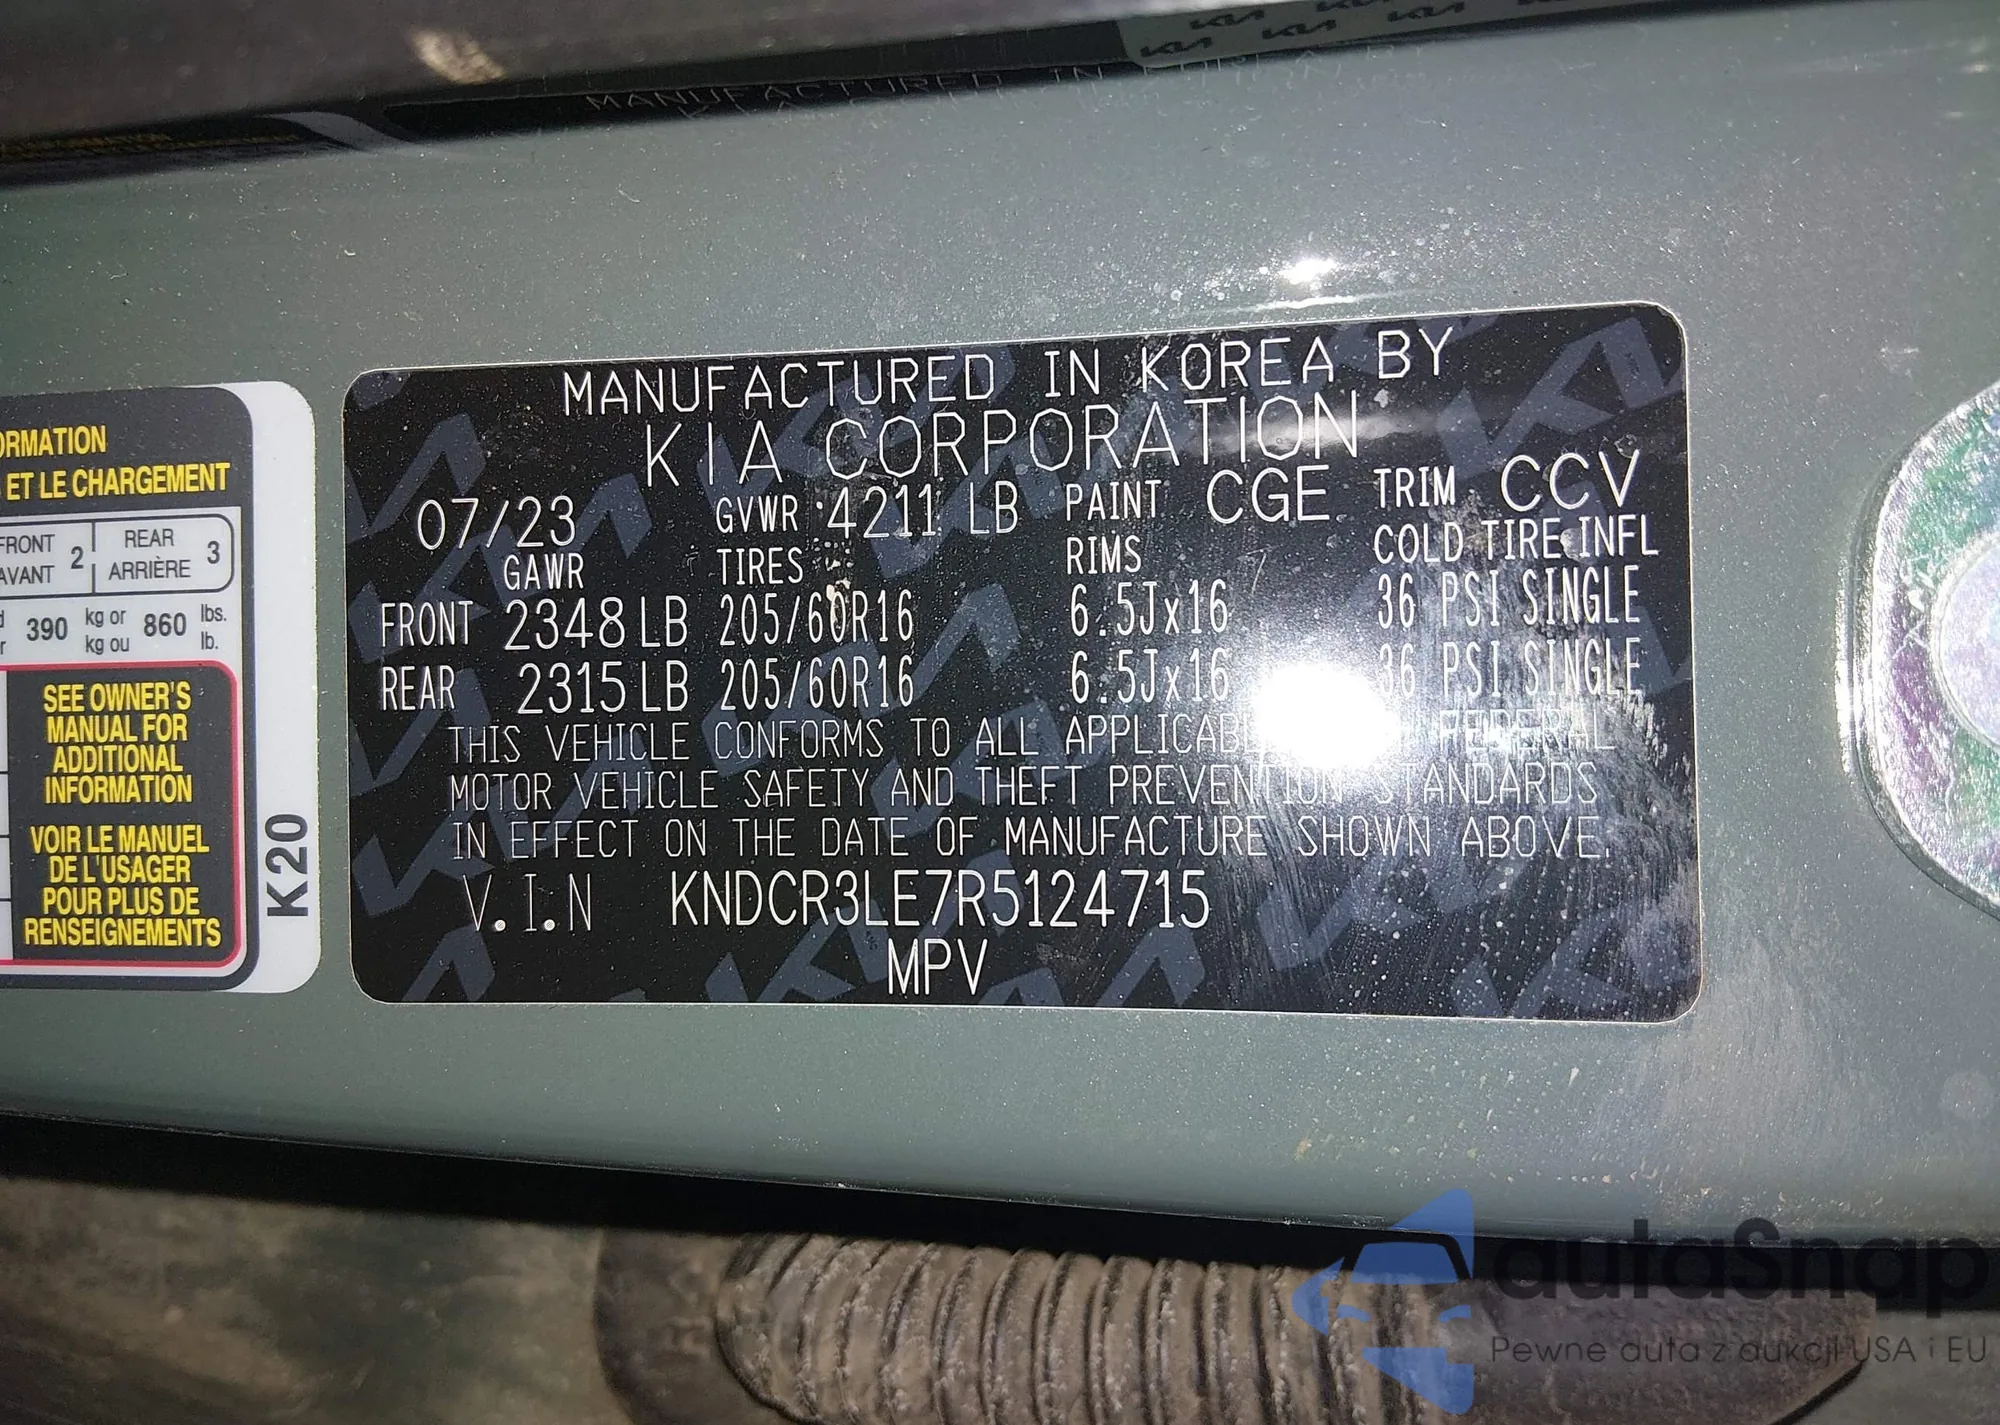 MANUFACTURED IN KOREA BY
KIA CORPORATION
07/23 GVWR 4211 LB PAINT CGE TRIM CCV
GAWR TIRES RIMS COLD TIRE INFL
FRONT 2348 LB 205/60R16 6.5Jx16 36 PSI SINGLE
REAR 2315 LB 205/60R16 6.5Jx16 36 PSI SINGLE
THIS VEHICLE CONFORMS TO ALL FEDERAL
MOTOR VEHICLE SAFETY AND THEFT PREVENTION STANDARDS
IN EFFECT ON THE DATE OF MANUFACTURE SHOWN ABOVE.
V.I.N KNDCR3LE7R5124715
MPV
ET LE CHARGEMENT
FRONT 2 REAR 3
AVANT ARRIÈRE
390 kg or 860 lbs.
kg ou lb.
SEE OWNER'S
MANUAL FOR
ADDITIONAL
INFORMATION
VOIR LE MANUEL
DE L'USAGER
POUR PLUS DE
RENSEIGNEMENTS
K20
autaSnap
Pewne auta z aukcji USA i EU